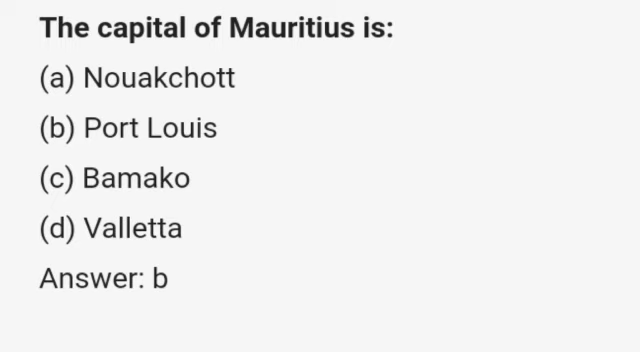 The capital of Mauritius is:
(a) Nouakchott
(b) Port Louis
(c) Bamako
(d) Valletta
Answer: b